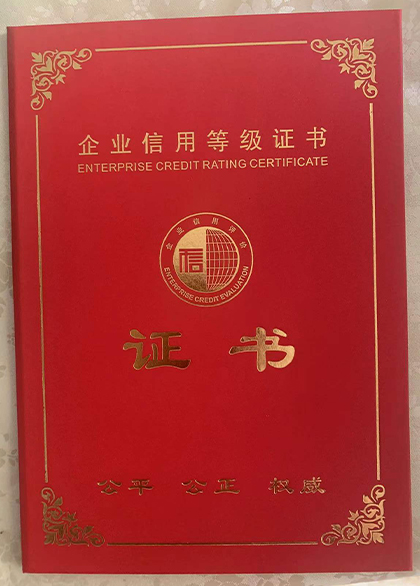 企业信用等级证书
ENTERPRISE CREDIT RATING CERTIFICATE
企业信用评价
信
ENTERPRISE CREDIT EVALUATION
证书
公平 公正 权威